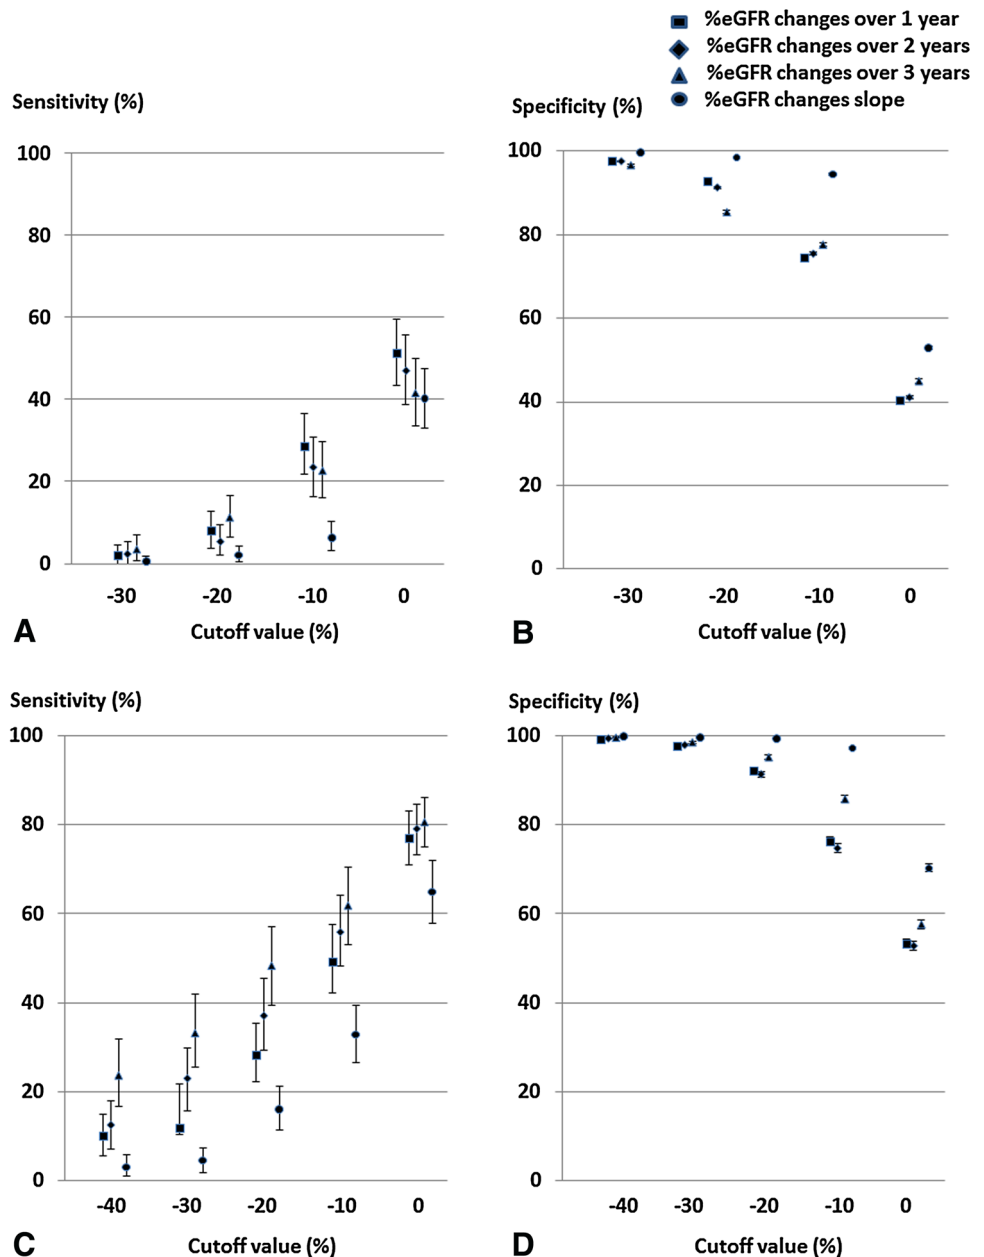 %eGFR changes over 1 year
%eGFR changes over 2 years
%eGFR changes over 3 years
%eGFR changes slope
Sensitivity (%)
100
80
60
40
20
0
-30 -20 -10 0
Cutoff value (%)
A
Specificity (%)
100
80
60
40
20
0
-30 -20 -10 0
Cutoff value (%)
B
Sensitivity (%)
100
80
60
40
20
0
-40 -30 -20 -10 0
Cutoff value (%)
C
Specificity (%)
100
80
60
40
20
0
-40 -30 -20 -10 0
Cutoff value (%)
D